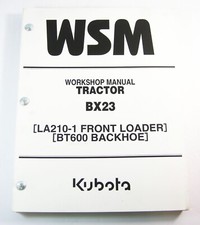 WSM
WORKSHOP MANUAL
TRACTOR
BX23
[LA210-1 FRONT LOADER]
[BT600 BACKHOE]
Kubota